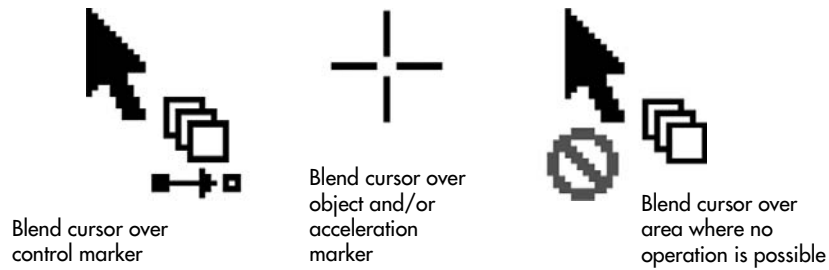 Blend cursor over
control marker
Blend cursor over
object and/or
acceleration
marker
Blend cursor over
area where no
operation is possible